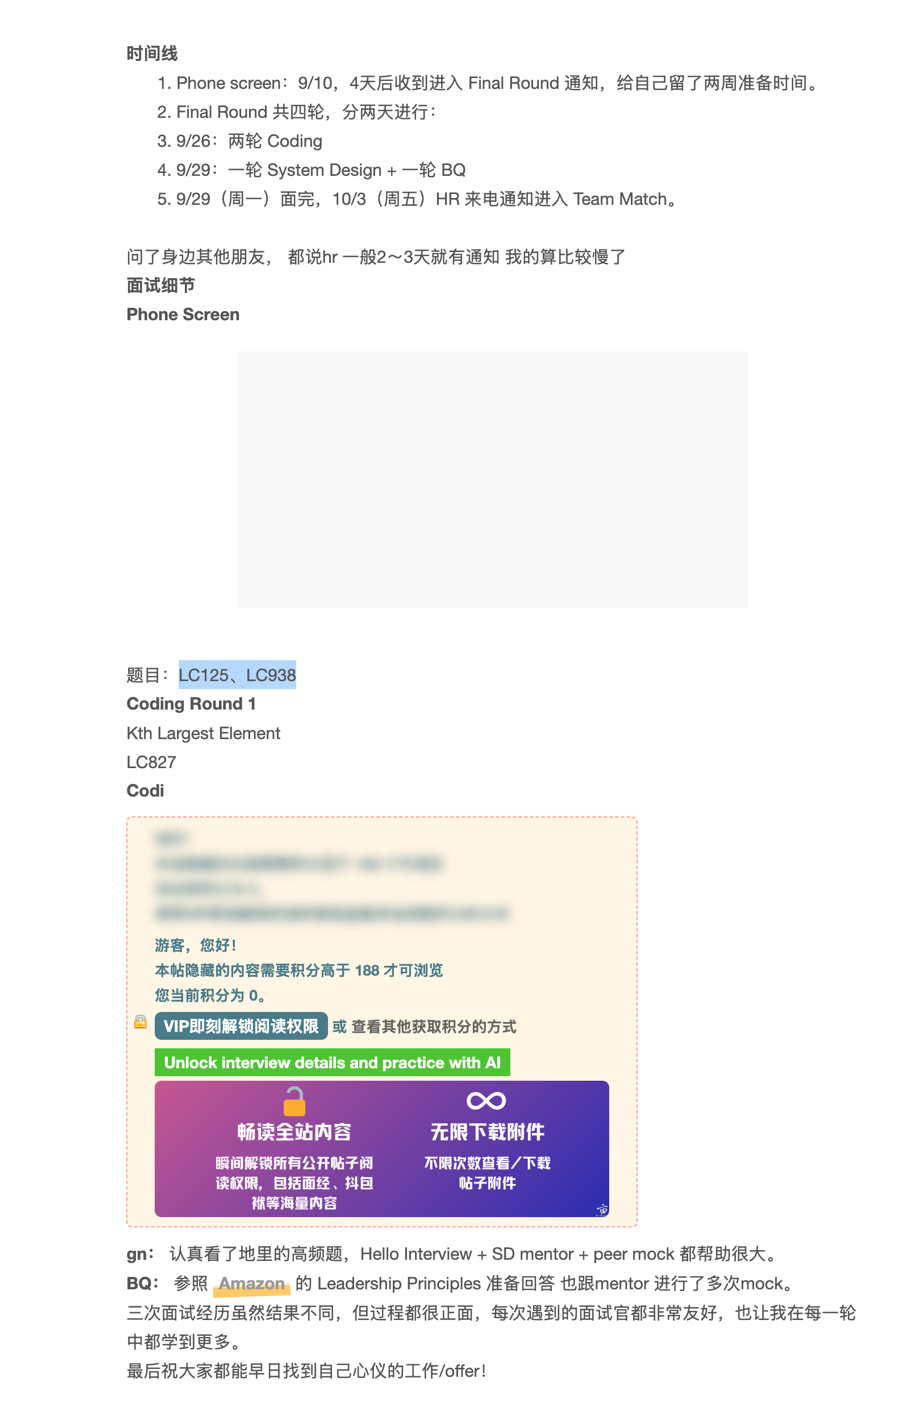 时间线
1. Phone screen：9/10，4天后收到进入 Final Round 通知，给自己留了两周准备时间。
2. Final Round 共四轮，分两天进行：
3. 9/26：两轮 Coding
4. 9/29：一轮 System Design + 一轮 BQ
5. 9/29（周一）面完，10/3（周五）HR 来电通知进入 Team Match。
问了身边其他朋友， 都说hr 一般2～3天就有通知 我的算比较慢了
面试细节
Phone Screen
题目：LC125、LC938
Coding Round 1
Kth Largest Element
LC827
Codi
游客，您好！
本帖隐藏的内容需要积分高于 188 才可浏览
您当前积分为 0。
VIP即刻解锁阅读权限 或 查看其他获取积分的方式
Unlock interview details and practice with AI
畅读全站内容
瞬间解锁所有公开帖子阅
读权限，包括面经、抖包
袱等海量内容
无限下载附件
不限次数查看/下载
帖子附件
gn： 认真看了地里的高频题，Hello Interview + SD mentor + peer mock 都帮助很大。
BQ： 参照 Amazon 的 Leadership Principles 准备回答 也跟mentor 进行了多次mock。
三次面试经历虽然结果不同，但过程都很正面，每次遇到的面试官都非常友好，也让我在每一轮
中都学到更多。
最后祝大家都能早日找到自己心仪的工作/offer！